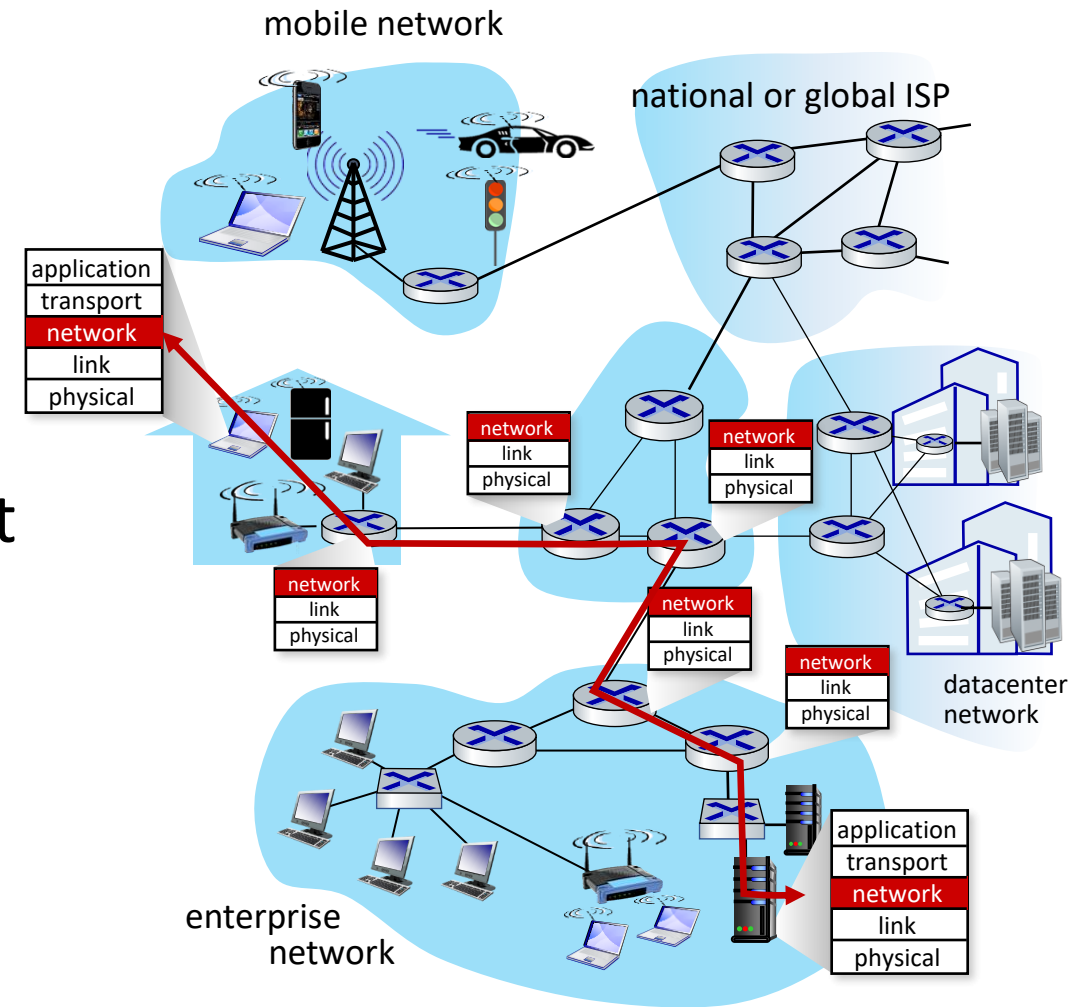 mobile network
national or global ISP
application
transport
network
link
physical
network
link
physical
network
link
physical
t
network
link
physical
network
link
physical
network
link
physical
datacenter
network
application
transport
network
link
physical
enterprise
network